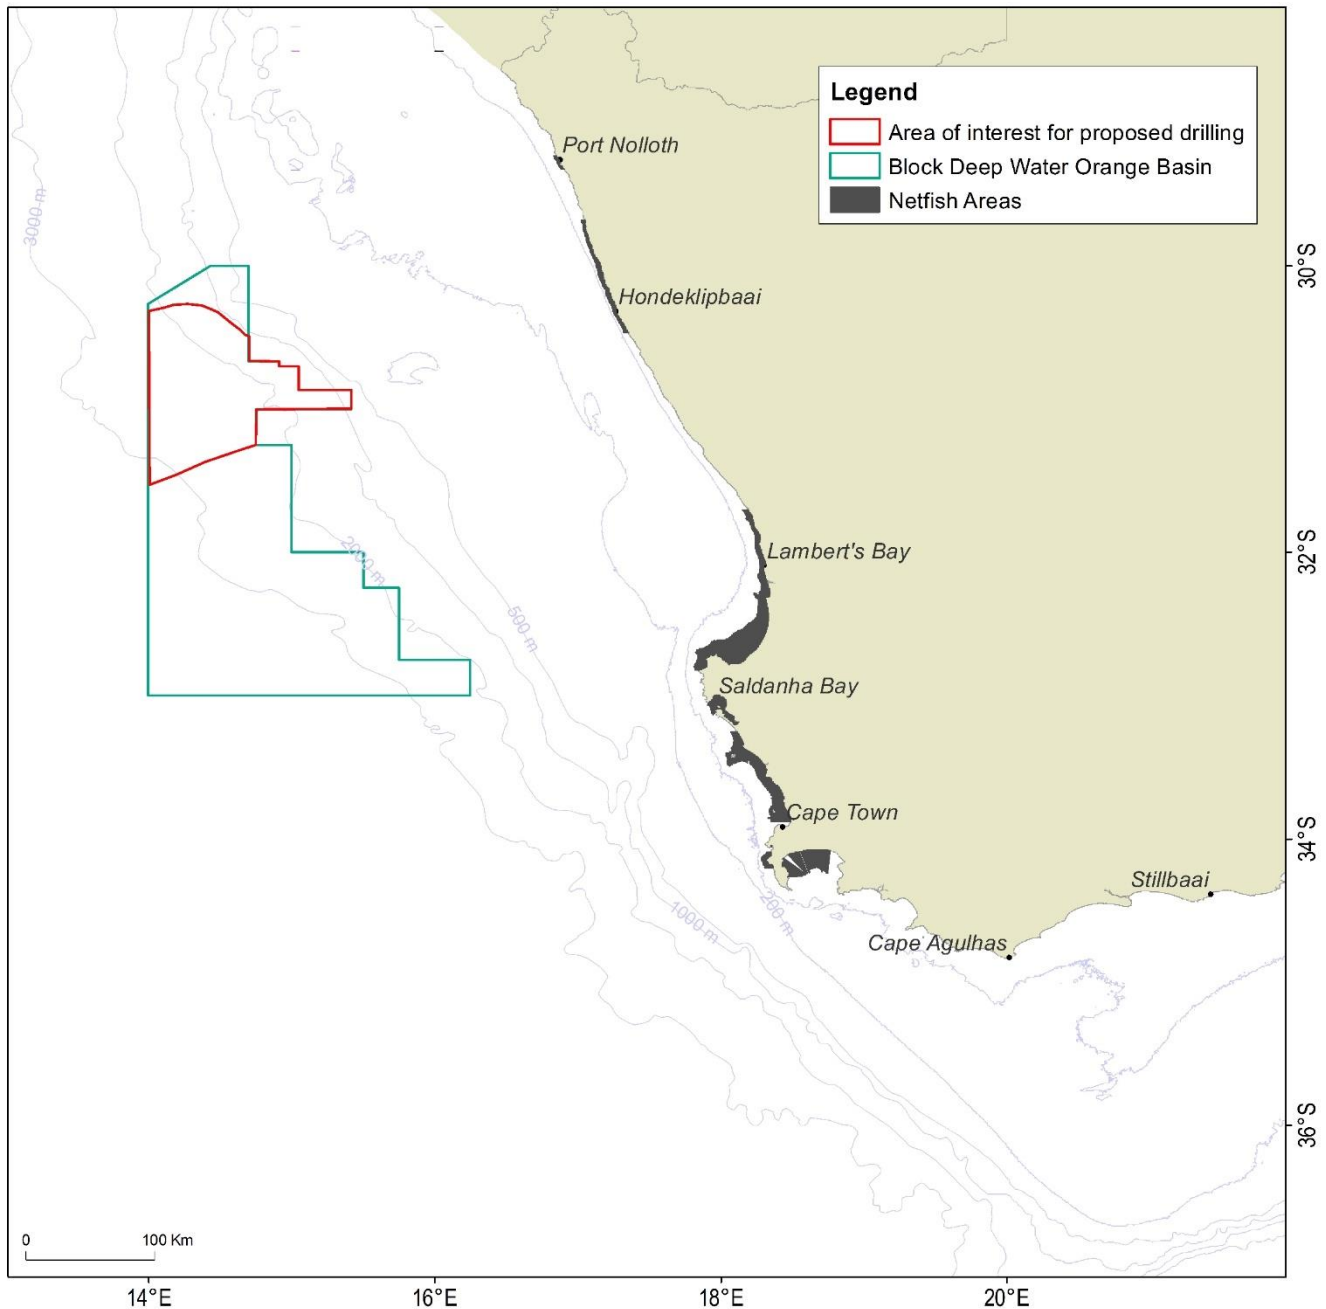 Legend
Area of interest for proposed drilling
Block Deep Water Orange Basin
Netfish Areas
Port Nolloth
3000 m
30°S
Hondeklipbaai
Lambert's Bay
32°S
2000 m
500 m
Saldanha Bay
Cape Town
34°S
Stillbaai
200 m
1000 m
Cape Agulhas
36°S
0 100 Km
14°E 16°E 18°E 20°E